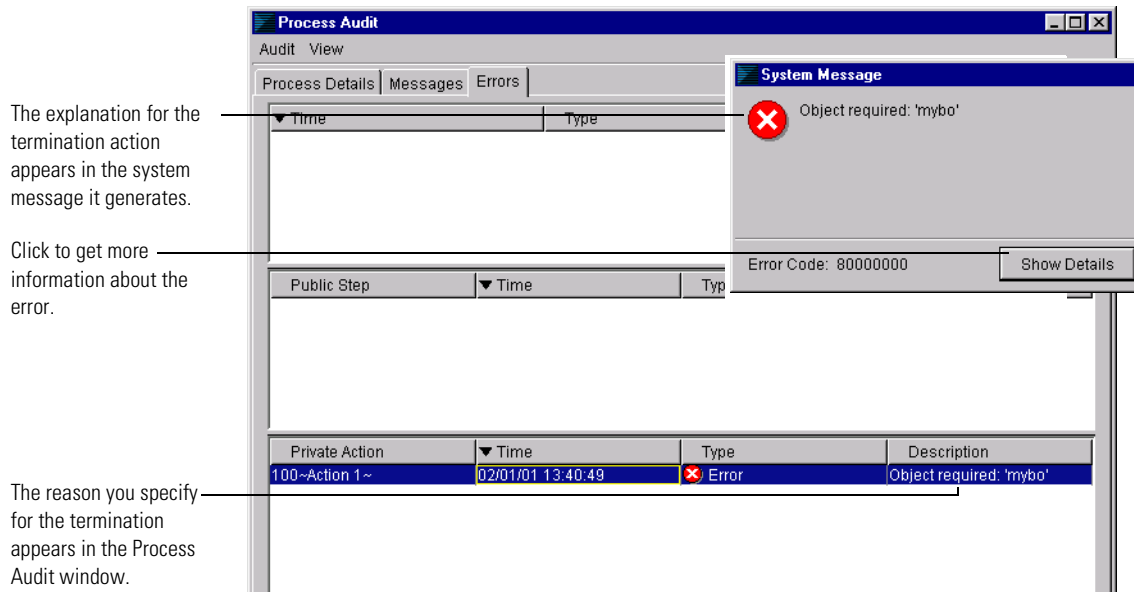 Process Audit
Audit View
Process Details Messages Errors
System Message
The explanation for the
termination action
appears in the system
message it generates.
Time Type
Object required: 'mybo'
Click to get more
information about the
error.
Error Code: 80000000 Show Details
Public Step Time Typ
Private Action Time Type Description
100~Action 1~ 02/01/01 13:40:49 Error Object required: 'mybo'
The reason you specify
for the termination
appears in the Process
Audit window.